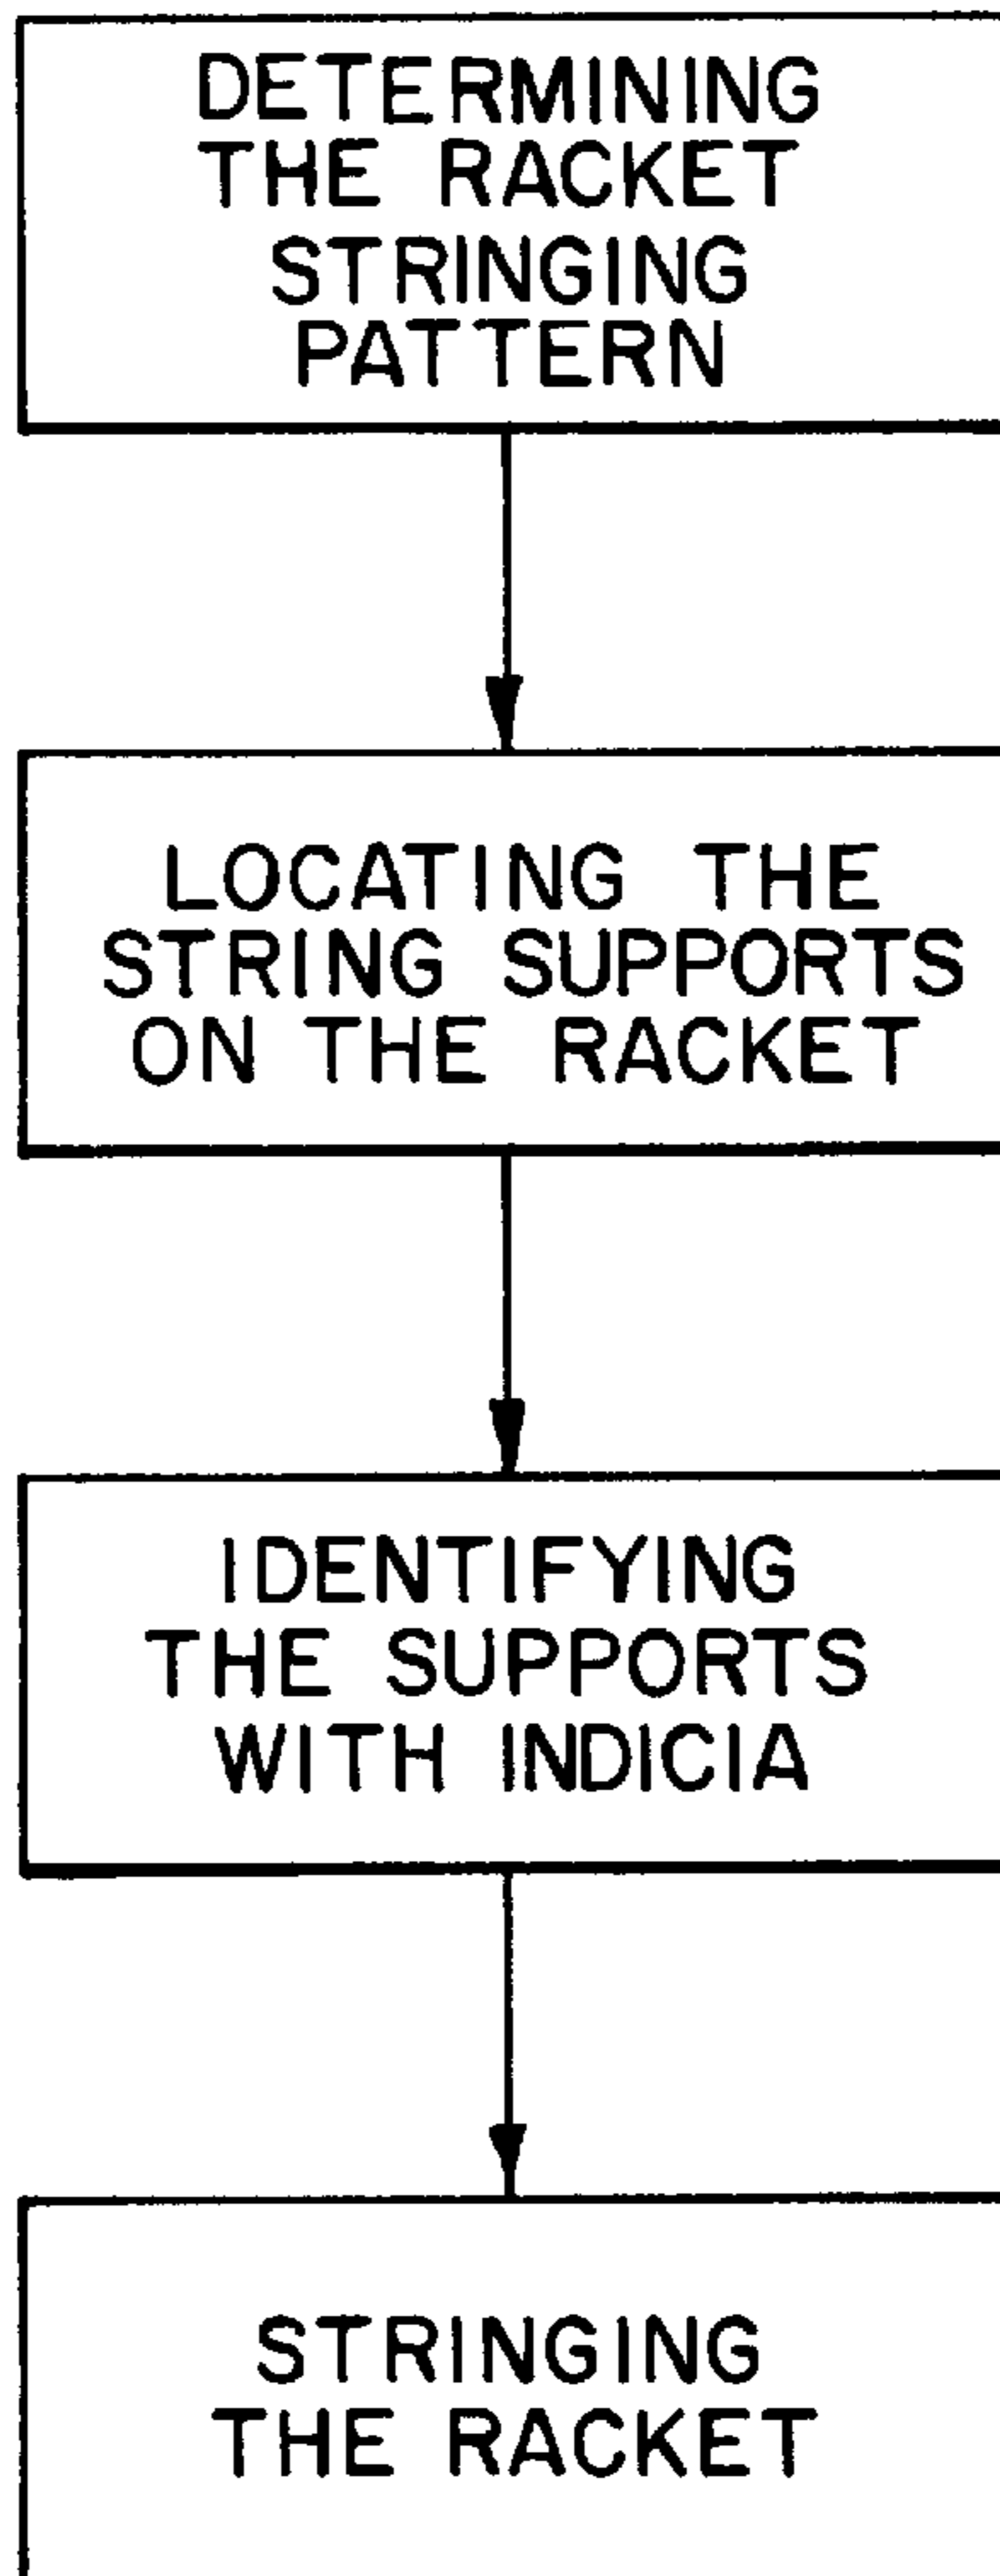 DETERMINING
THE RACKET
STRINGING
PATTERN
LOCATING THE
STRING SUPPORTS
ON THE RACKET
IDENTIFYING
THE SUPPORTS
WITH INDICIA
STRINGING
THE RACKET